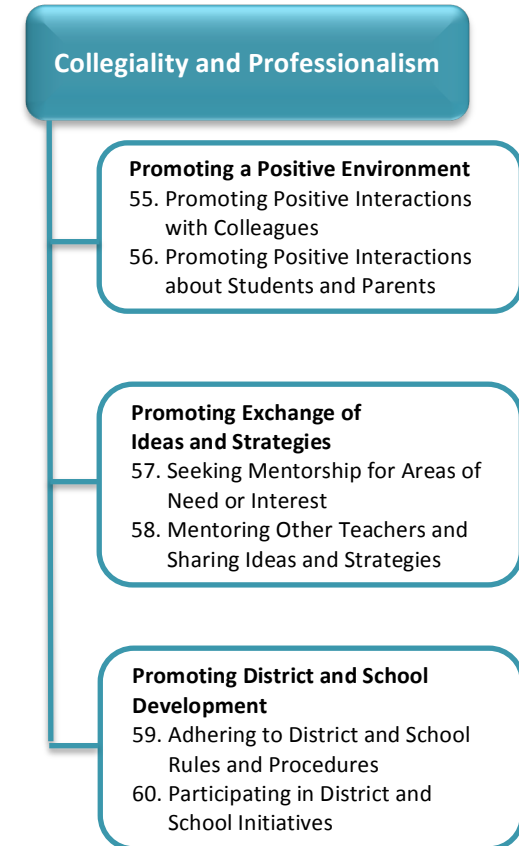 Collegiality and Professionalism
Promoting a Positive Environment
55. Promoting Positive Interactions
with Colleagues
56. Promoting Positive Interactions
about Students and Parents
Promoting Exchange of
Ideas and Strategies
57. Seeking Mentorship for Areas of
Need or Interest
58. Mentoring Other Teachers and
Sharing Ideas and Strategies
Promoting District and School
Development
59. Adhering to District and School
Rules and Procedures
60. Participating in District and
School Initiatives